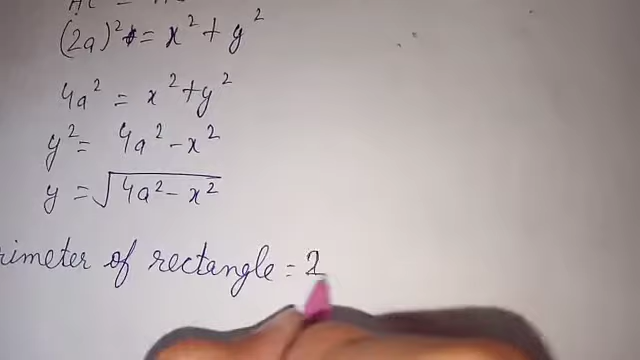 (2a)² = x² + y²
4a² = x² + y²
y² = 4a² - x²
y = √4a² - x²
rimeter of rectangle = 2